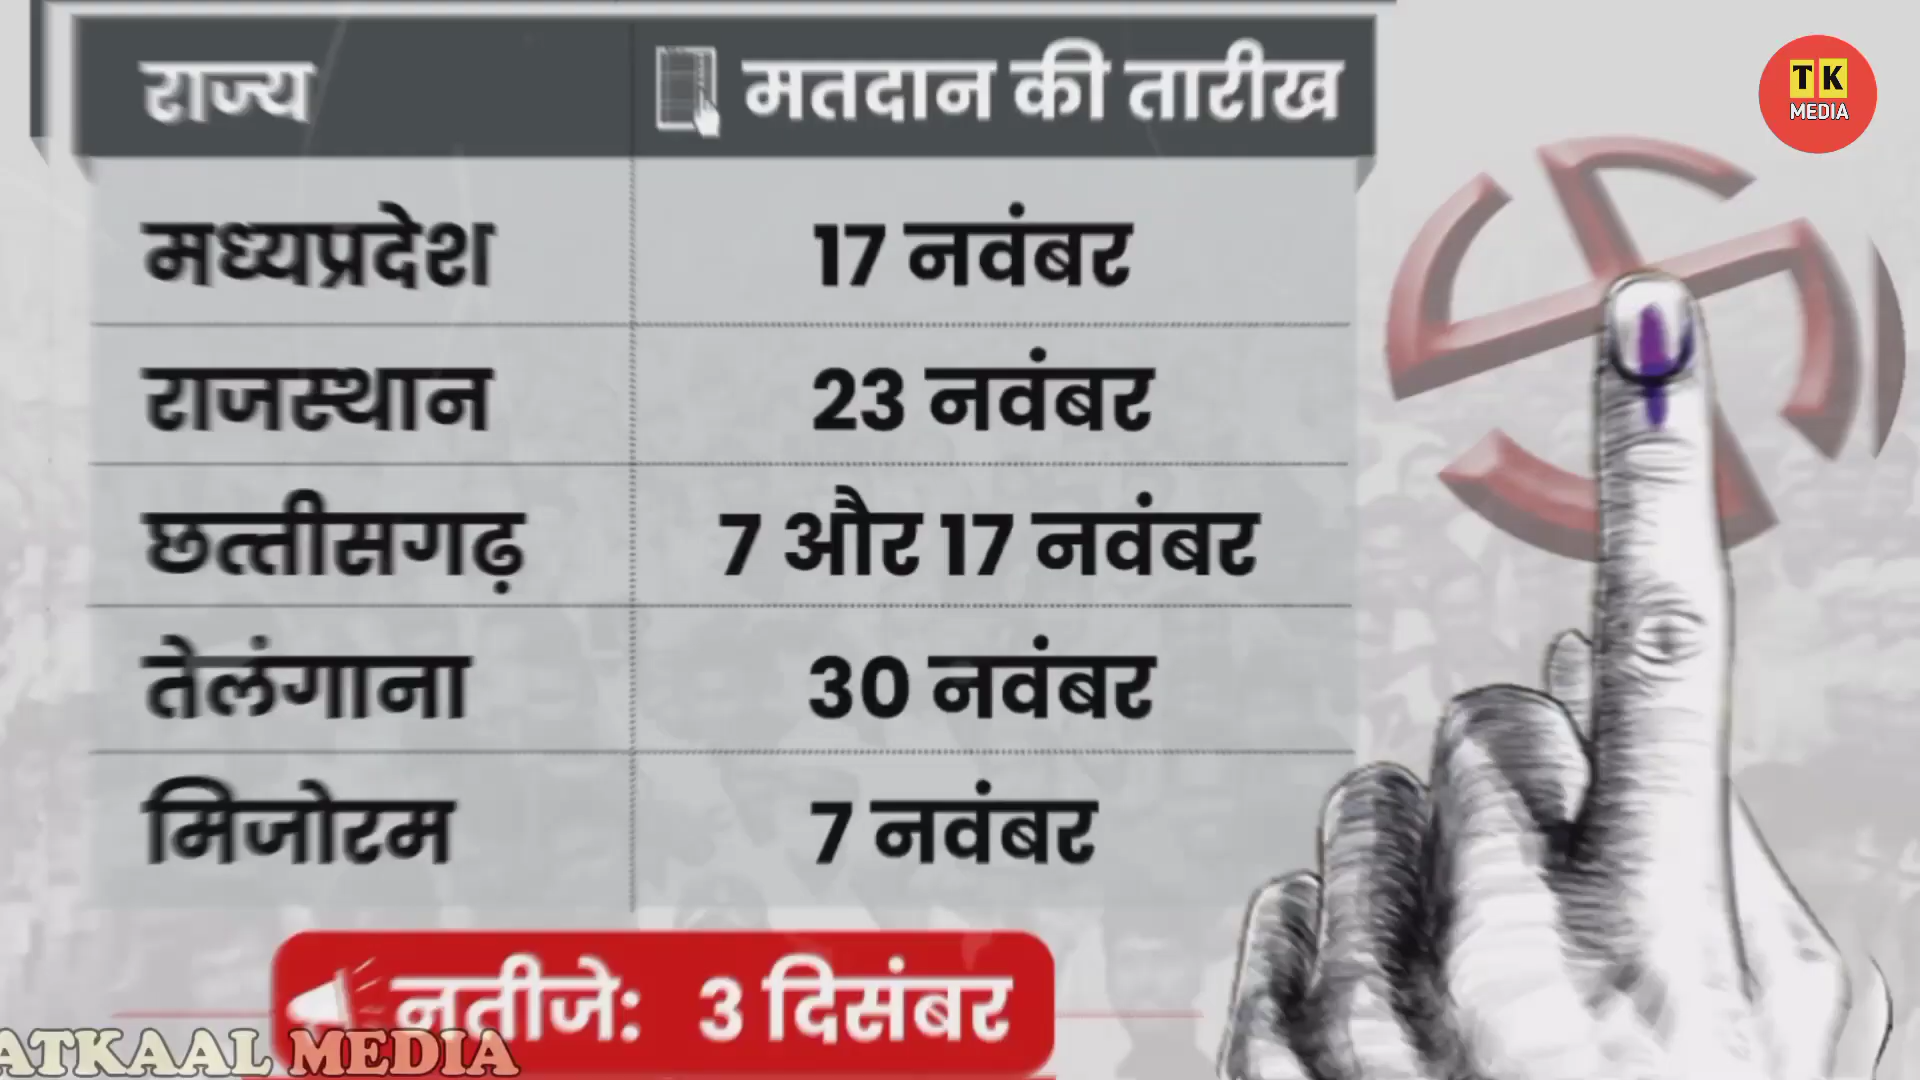 राज्य मतदान की तारीख
TK
MEDIA
मध्यप्रदेश 17 नवंबर
राजस्थान 23 नवंबर
छत्तीसगढ़ 7 और 17 नवंबर
तेलंगाना 30 नवंबर
मिजोरम 7 नवंबर
नतीजे: 3 दिसंबर
ATKAAL MEDIA